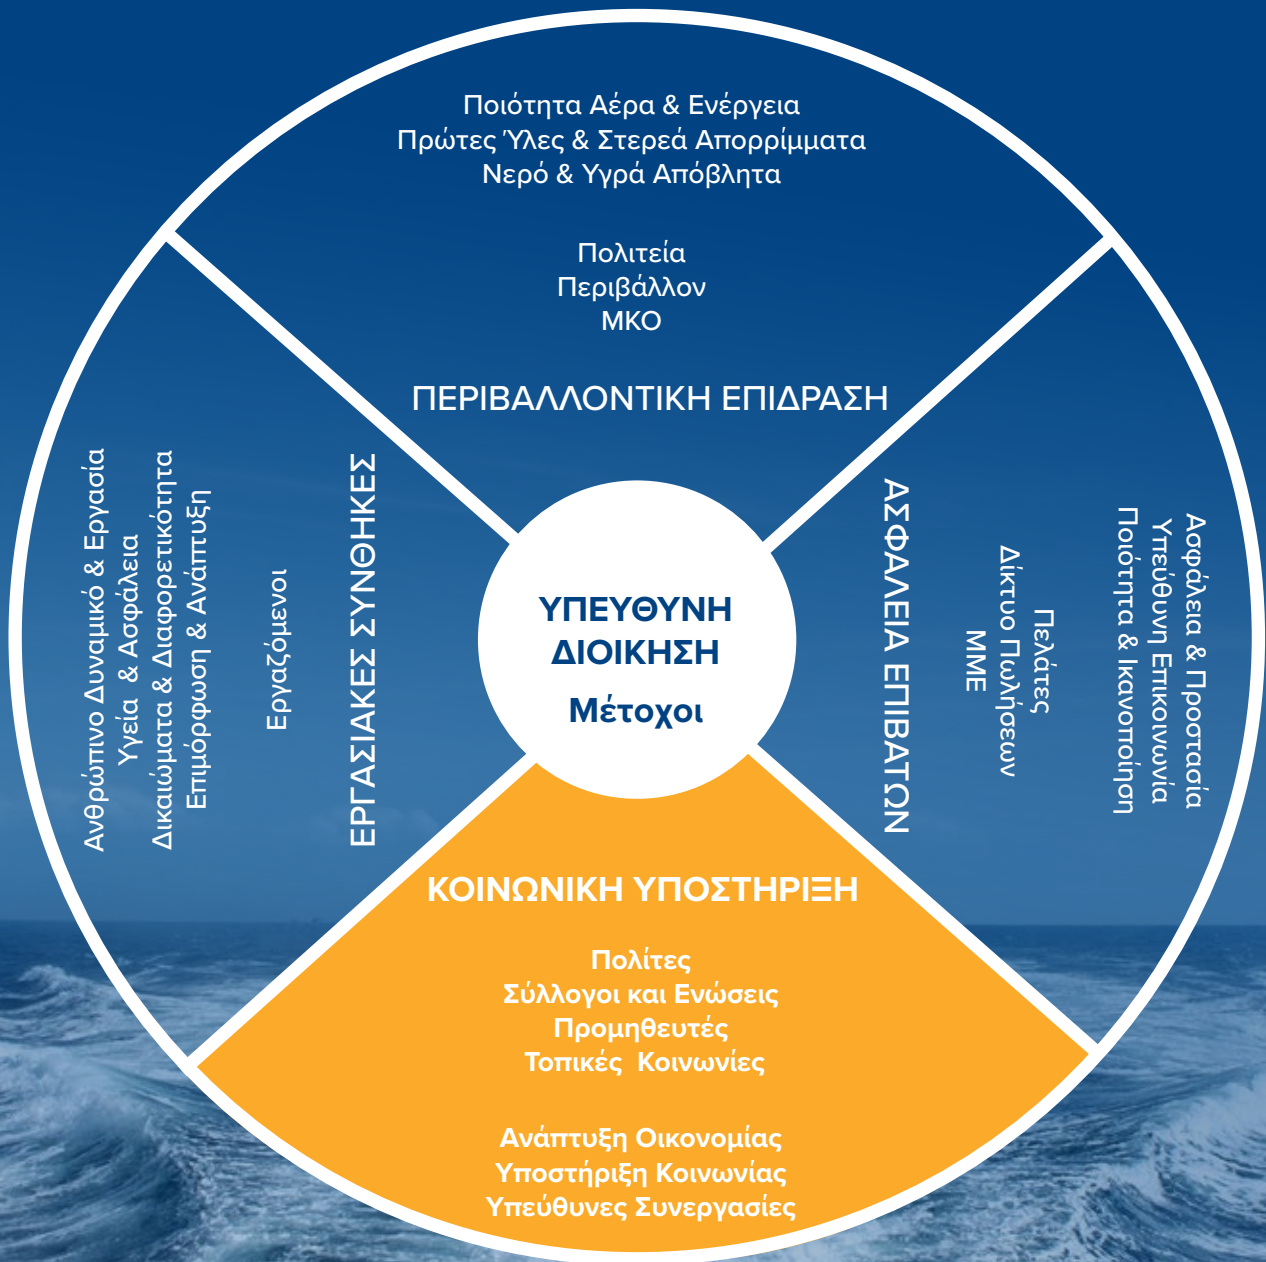 Ποιότητα Αέρα & Ενέργεια
Πρώτες Ύλες & Στερεά Απορρίμματα
Νερό & Υγρά Απόβλητα
Πολιτεία
Περιβάλλον
ΜΚΟ
ΠΕΡΙΒΑΛΛΟΝΤΙΚΗ ΕΠΙΔΡΑΣΗ
Ανθρώπινο Δυναμικό & Εργασία
Υγεία & Ασφάλεια
Δικαιώματα & Διαφορετικότητα
Επιμόρφωση & Ανάπτυξη
Εργαζόμενοι
ΕΡΓΑΣΙΑΚΕΣ ΣΥΝΘΗΚΕΣ
ΥΠΕΥΘΥΝΗ
ΔΙΟΙΚΗΣΗ
Μέτοχοι
Ασφάλεια & Προστασία
Υπεύθυνη Επικοινωνία
Ποιότητα & Ικανοποίηση
Πελάτες
Δίκτυο Πωλήσεων
ΜΜΕ
ΑΣΦΑΛΕΙΑ ΕΠΙΒΑΤΩΝ
ΚΟΙΝΩΝΙΚΗ ΥΠΟΣΤΗΡΙΞΗ
Πολίτες
Σύλλογοι και Ενώσεις
Προμηθευτές
Τοπικές Κοινωνίες
Ανάπτυξη Οικονομίας
Υποστήριξη Κοινωνίας
Υπεύθυνες Συνεργασίες